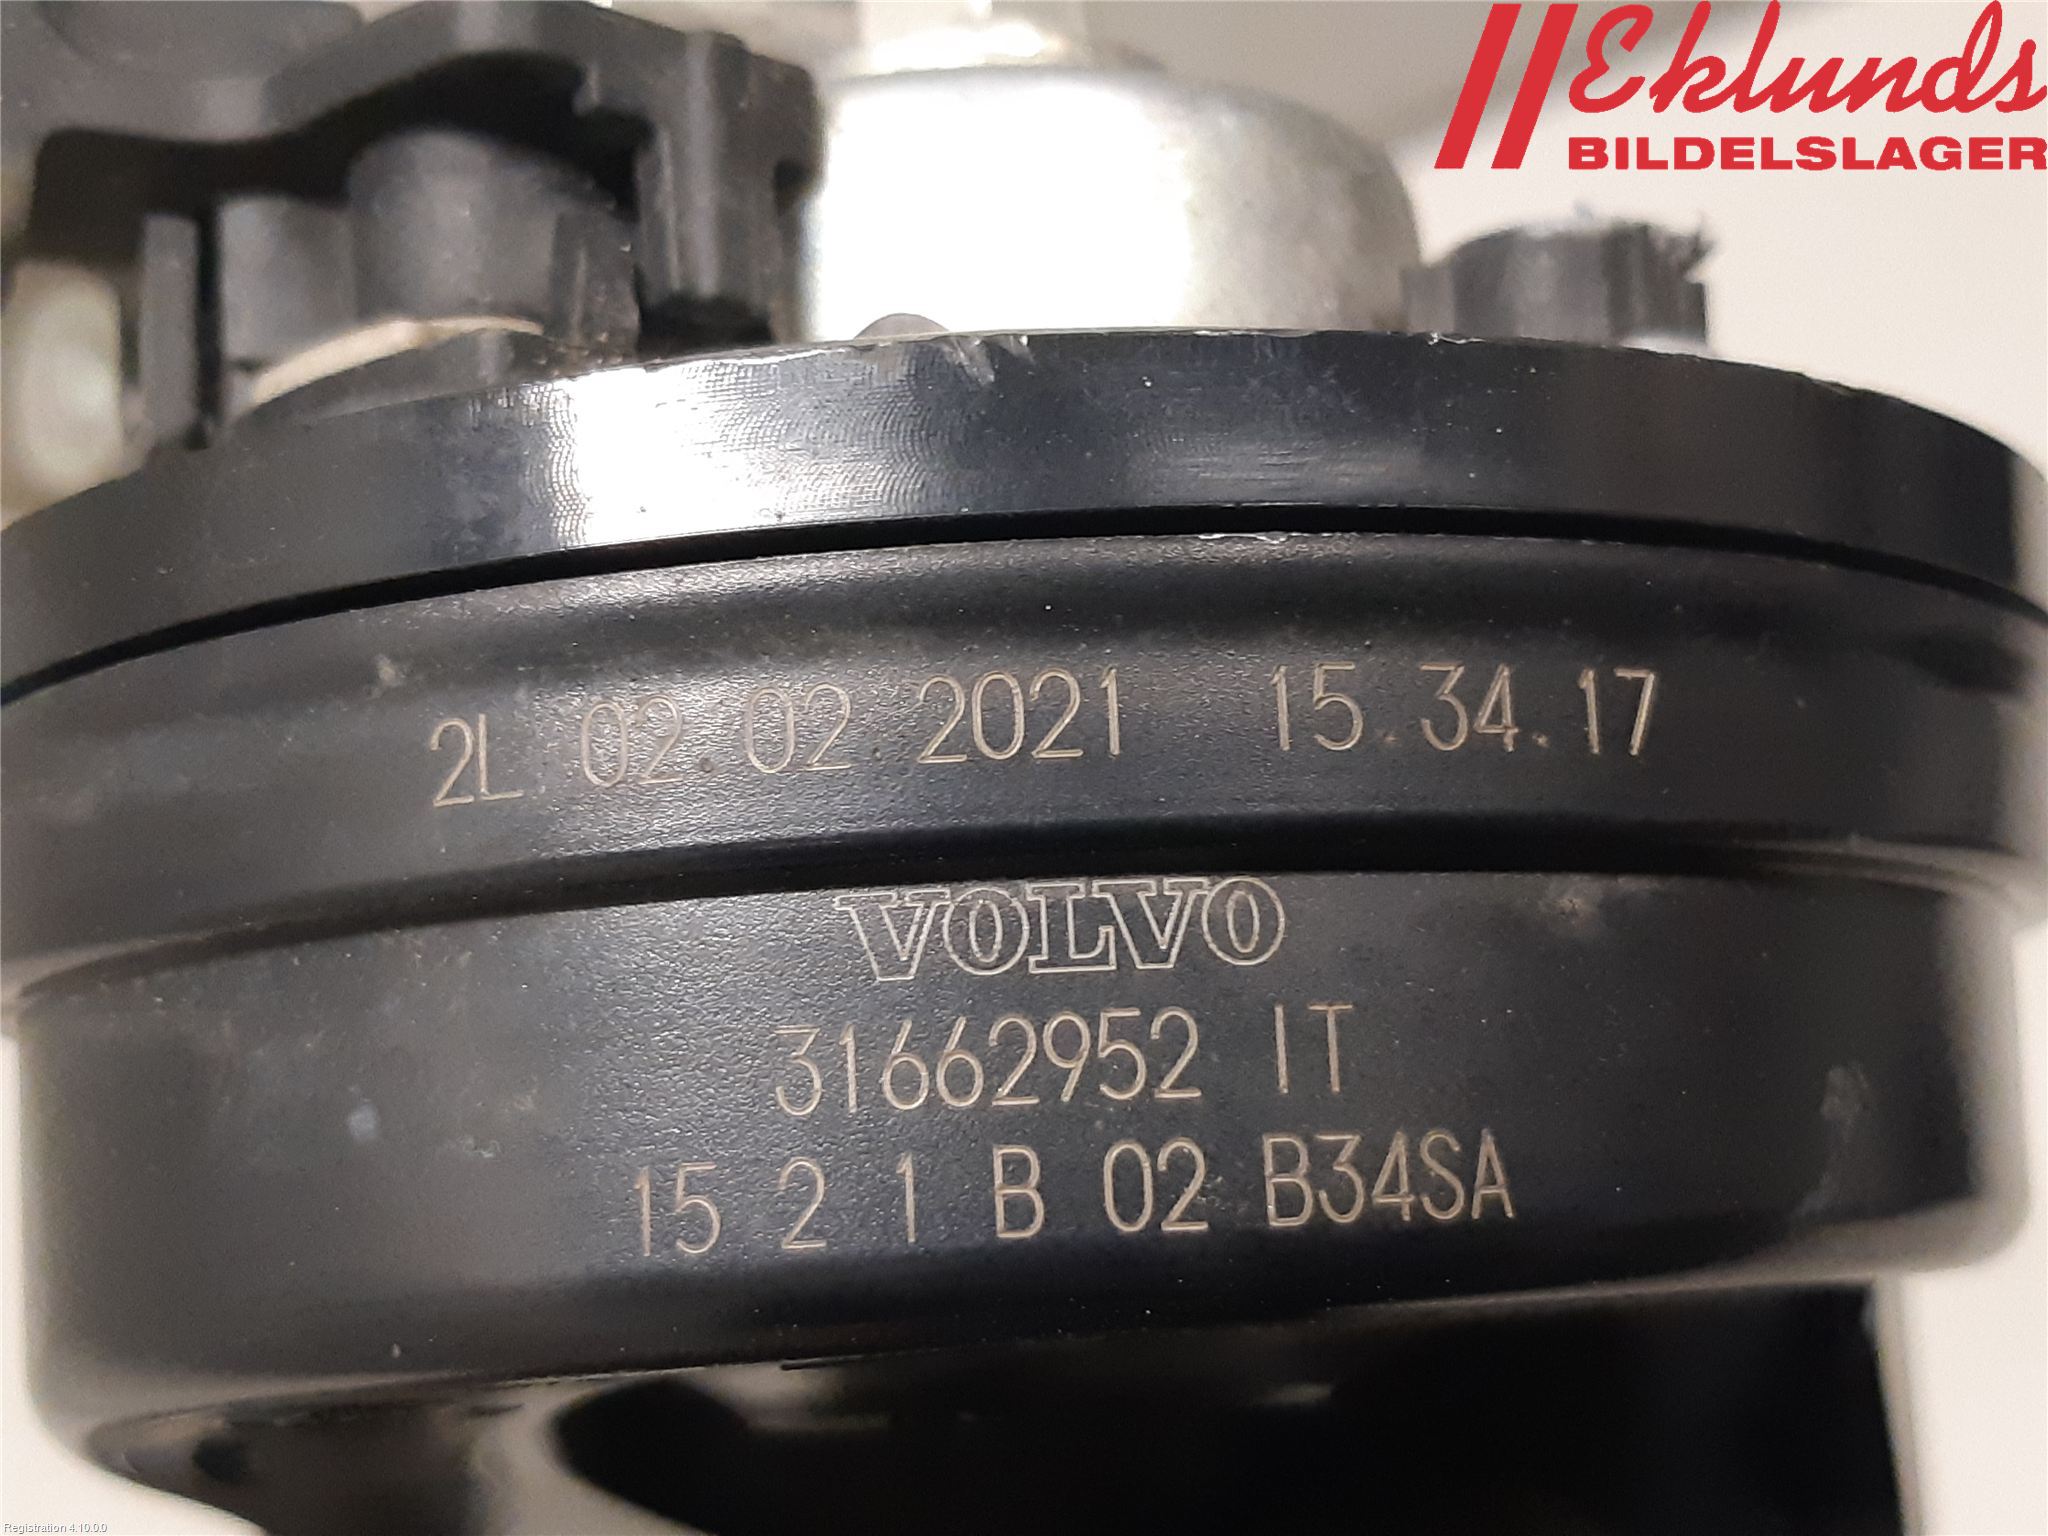 Eklunds
BILDELSLAGER
2L 02.02.2021 15.34.17
VOLVO
31662952 IT
15 2 1 B 02 B34SA
Registration 4.10.0.0